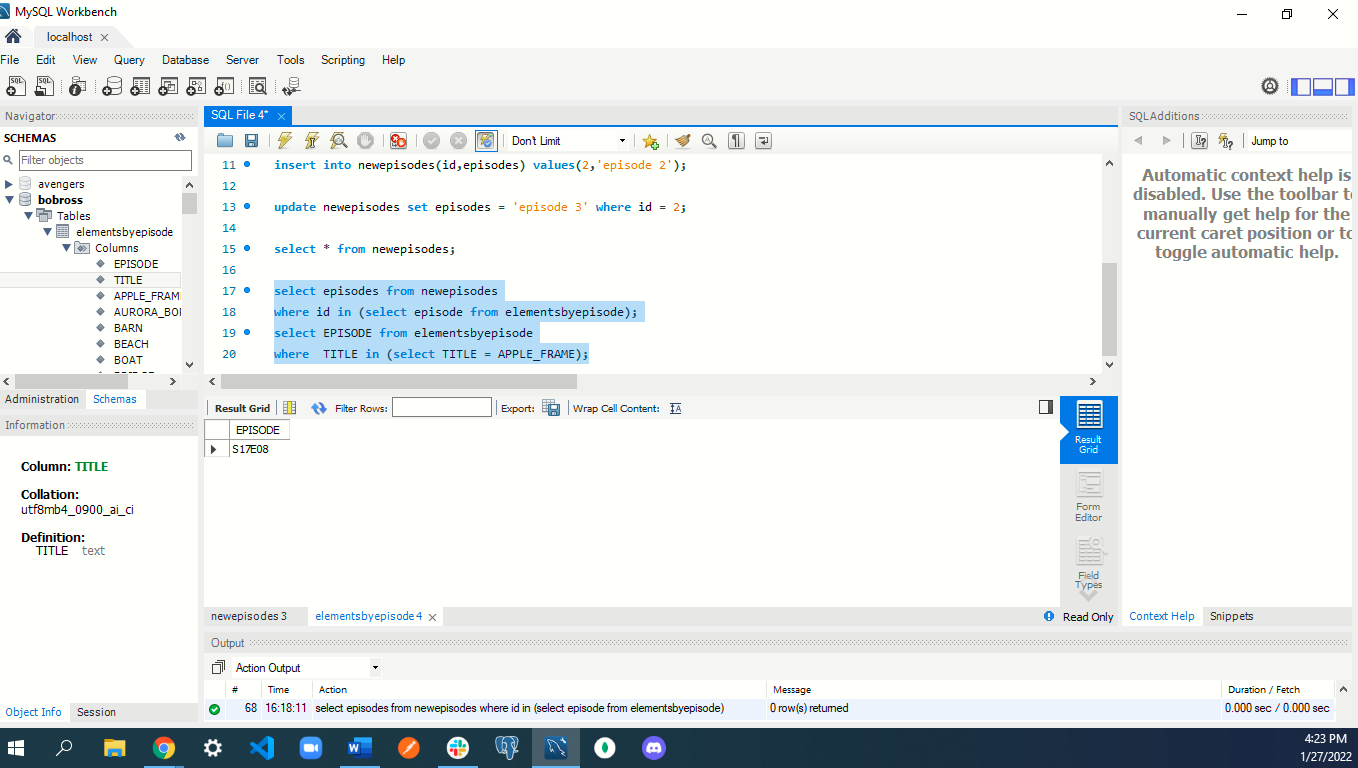 MySQL Workbench
localhost
File Edit View Query Database Server Tools Scripting Help
Navigator
SCHEMAS
Filter objects
avengers
bobross
Tables
elementsbyepisode
Columns
EPISODE
TITLE
APPLE_FRAM
AURORA_BO
BARN
BEACH
BOAT
Administration Schemas
Information
Column: TITLE
Collation:
utf8mb4_0900_ai_ci
Definition:
TITLE text
Object Info Session
SQL File 4*
Don't Limit
11 insert into newepisodes(id,episodes) values(2,'episode 2');
12
13 update newepisodes set episodes = 'episode 3' where id = 2;
14
15 select * from newepisodes;
16
17 select episodes from newepisodes
18 where id in (select episode from elementsbyepisode);
19 select EPISODE from elementsbyepisode
20 where  TITLE in (select TITLE = APPLE_FRAME);
Result Grid Filter Rows: Export: Wrap Cell Content:
EPISODE
S17E08
Result
Grid
Form
Editor
Field
Types
newepisodes 3 elementsbyepisode 4 Read Only
Output
Action Output
# Time Action Message Duration / Fetch
68 16:18:11 select episodes from newepisodes where id in (select episode from elementsbyepisode) 0 row(s) returned 0.000 sec / 0.000 sec
SQLAdditions
Jump to
Automatic context help is
disabled. Use the toolbar to
manually get help for the
current caret position or to
toggle automatic help.
Context Help Snippets
4:23 PM
1/27/2022